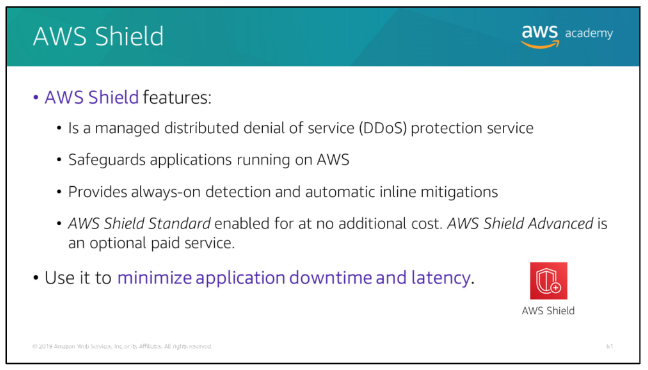 AWS Shield
aws academy
• AWS Shield features:
• Is a managed distributed denial of service (DDoS) protection service
• Safeguards applications running on AWS
• Provides always-on detection and automatic inline mitigations
• AWS Shield Standard enabled for at no additional cost. AWS Shield Advanced is
an optional paid service.
• Use it to minimize application downtime and latency.
AWS Shield
© 2019 Amazon Web Services, Inc. or its Affiliates. All rights reserved.